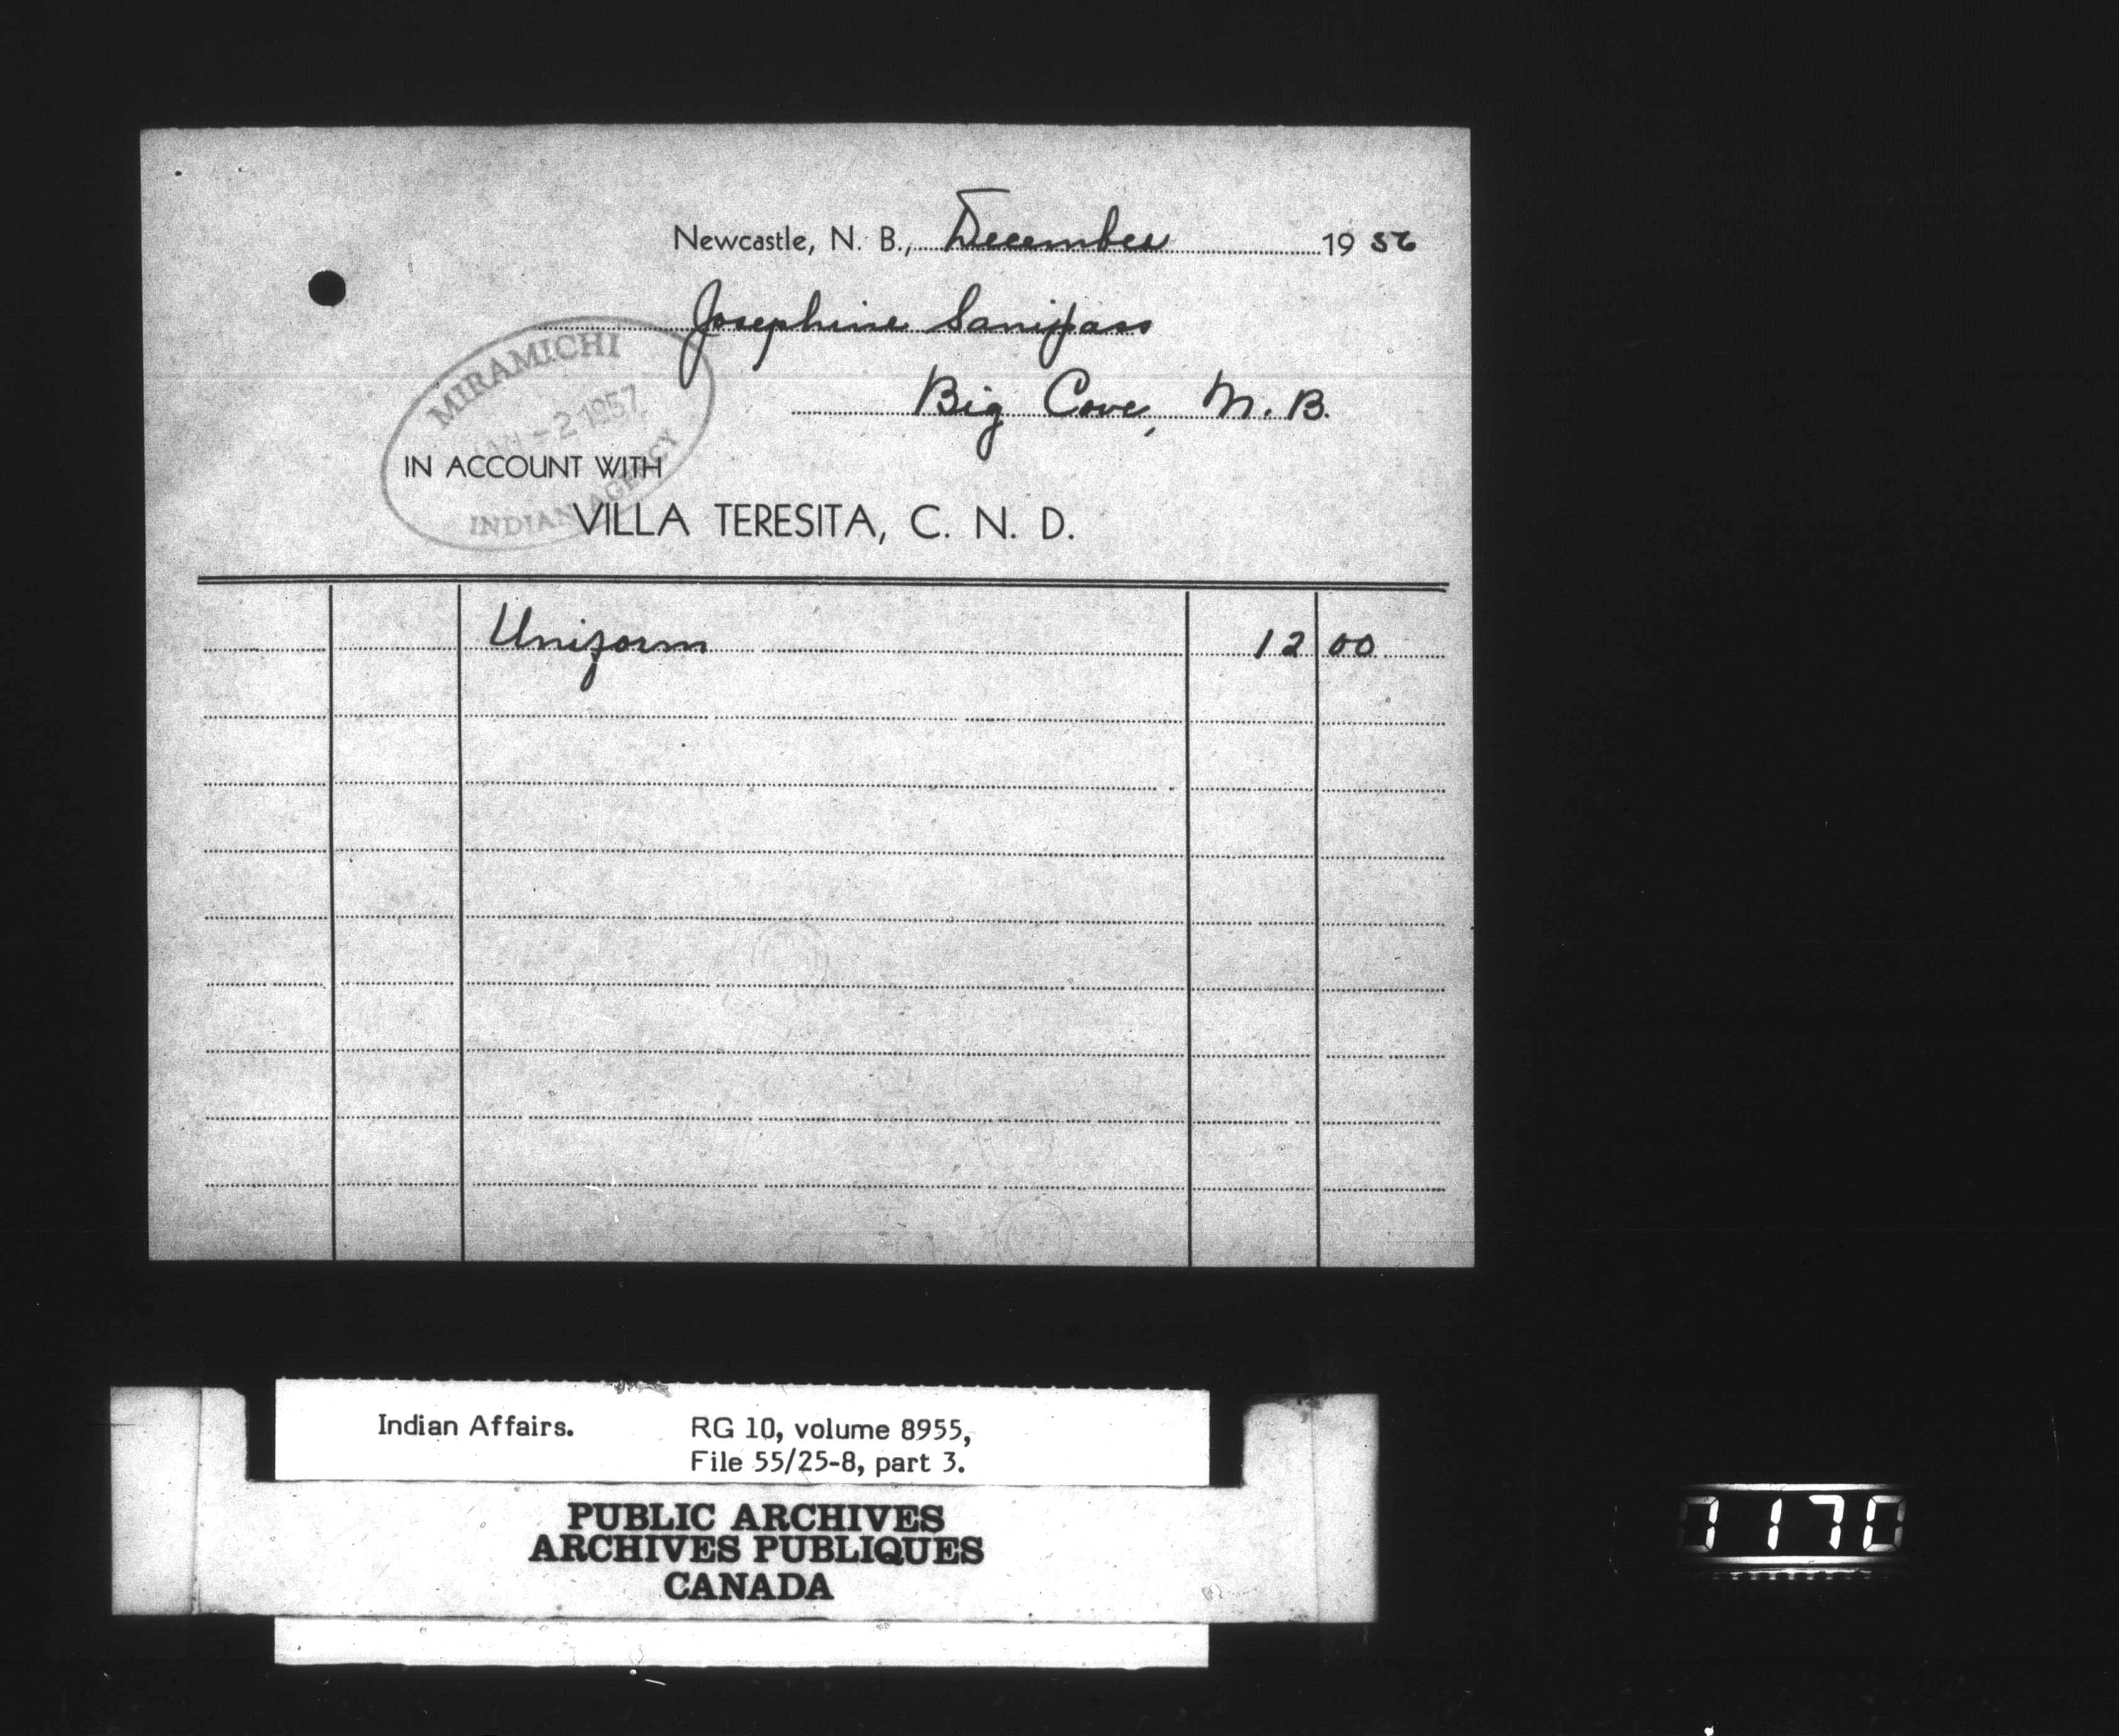 Newcastle, N. B., December 1956
Josephine Sanipass
Big Cove, N. B.
MIRAMICHI
JAN -2 1957
INDIAN AGENCY
IN ACCOUNT WITH
VILLA TERESITA, C. N. D.
Uniform 12 00
Indian Affairs. RG 10, volume 8955,
File 55/25-8, part 3.
PUBLIC ARCHIVES
ARCHIVES PUBLIQUES
CANADA
7170